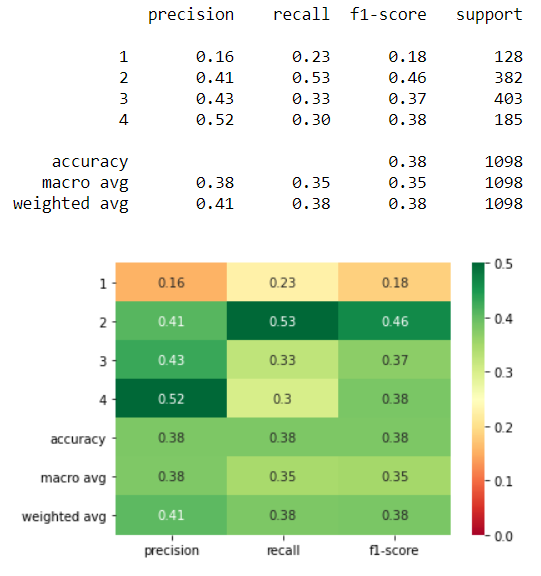 precision recall f1-score support
1 0.16 0.23 0.18 128
2 0.41 0.53 0.46 382
3 0.43 0.33 0.37 403
4 0.52 0.30 0.38 185
accuracy 0.38 1098
macro avg 0.38 0.35 0.35 1098
weighted avg 0.41 0.38 0.38 1098
1 0.16 0.23 0.18
2 0.41 0.53 0.46
3 0.43 0.33 0.37
4 0.52 0.3 0.38
accuracy 0.38 0.38 0.38
macro avg 0.38 0.35 0.35
weighted avg 0.41 0.38 0.38
precision recall f1-score
0.5
0.4
0.3
0.2
0.1
0.0